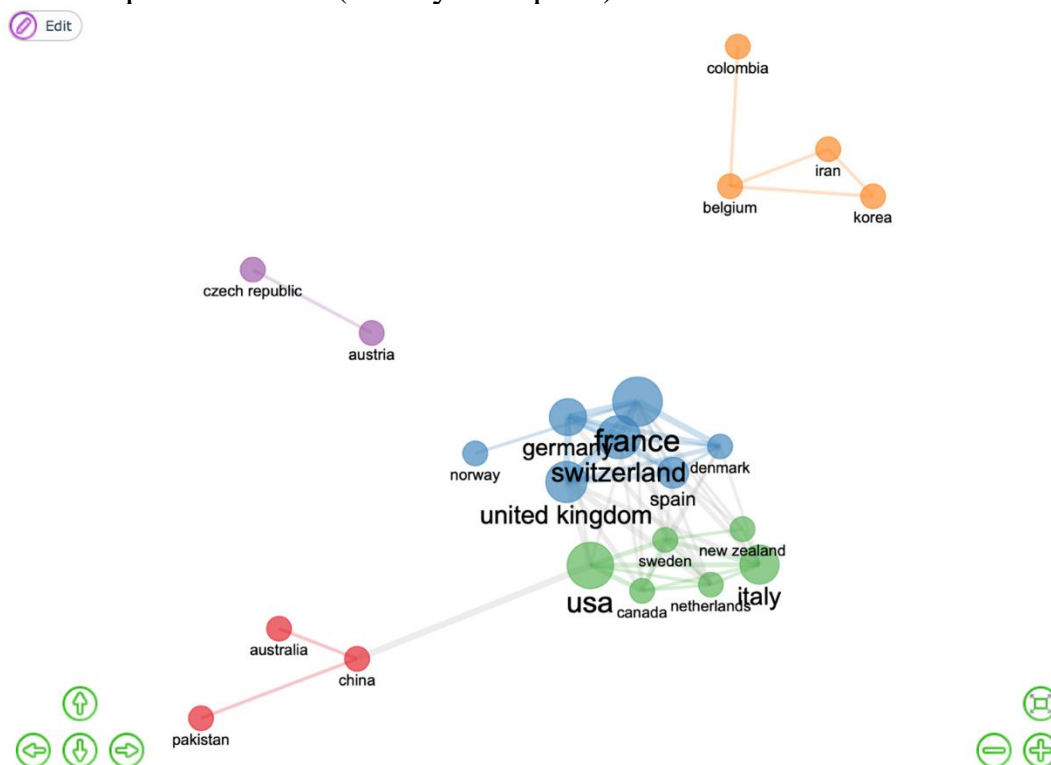 Edit
colombia
iran
belgium
korea
czech republic
austria
france
germany
denmark
norway
switzerland
spain
united kingdom
new zealand
sweden
usa
canada
netherlands
italy
australia
china
pakistan